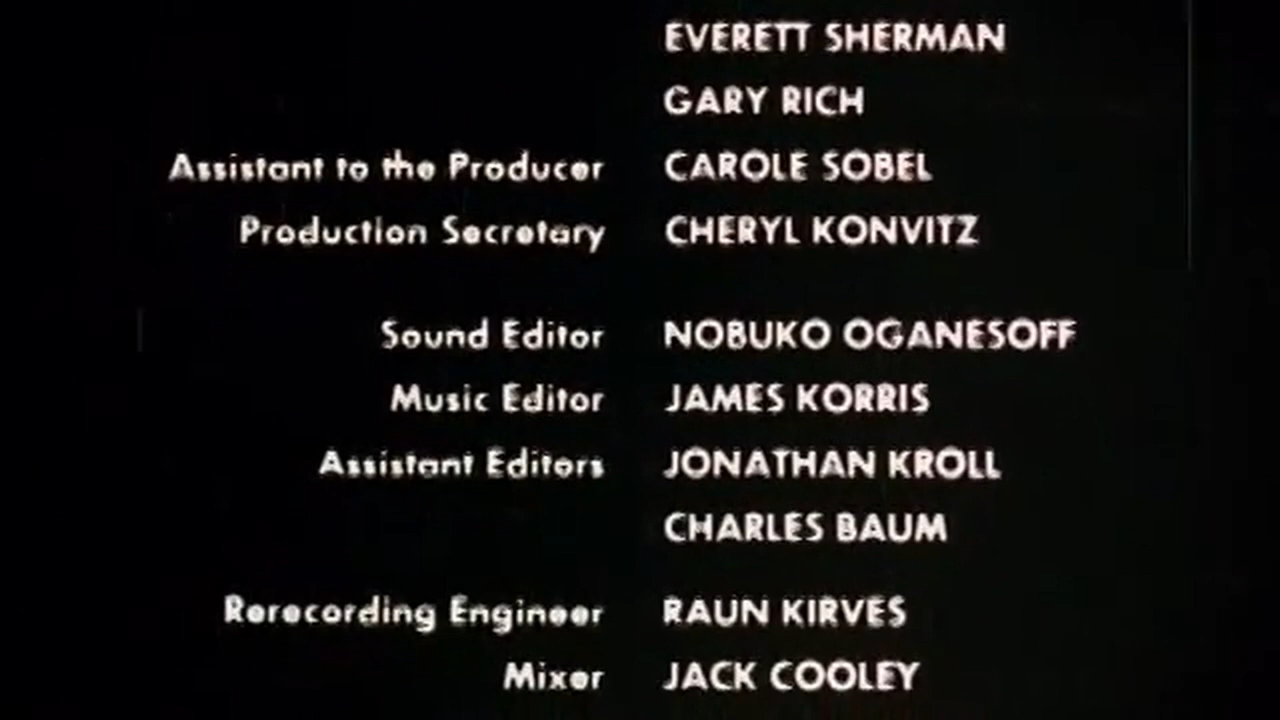 EVERETT SHERMAN
GARY RICH
Assistant to the Producer CAROLE SOBEL
Production Secretary CHERYL KONVITZ
Sound Editor NOBUKO OGANESOFF
Music Editor JAMES KORRIS
Assistant Editors JONATHAN KROLL
CHARLES BAUM
Rerecording Engineer RAUN KIRVES
Mixer JACK COOLEY